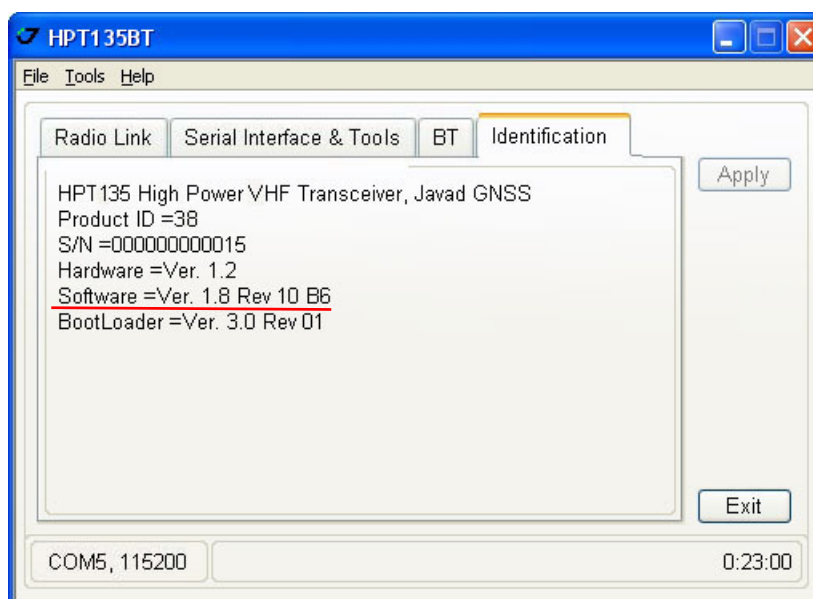 HPT135BT
File Tools Help
Radio Link Serial Interface & Tools BT Identification
Apply
HPT135 High Power VHF Transceiver, Javad GNSS
Product ID =38
S/N =000000000015
Hardware =Ver. 1.2
Software =Ver. 1.8 Rev 10 B6
BootLoader =Ver. 3.0 Rev 01
Exit
COM5, 115200 0:23:00